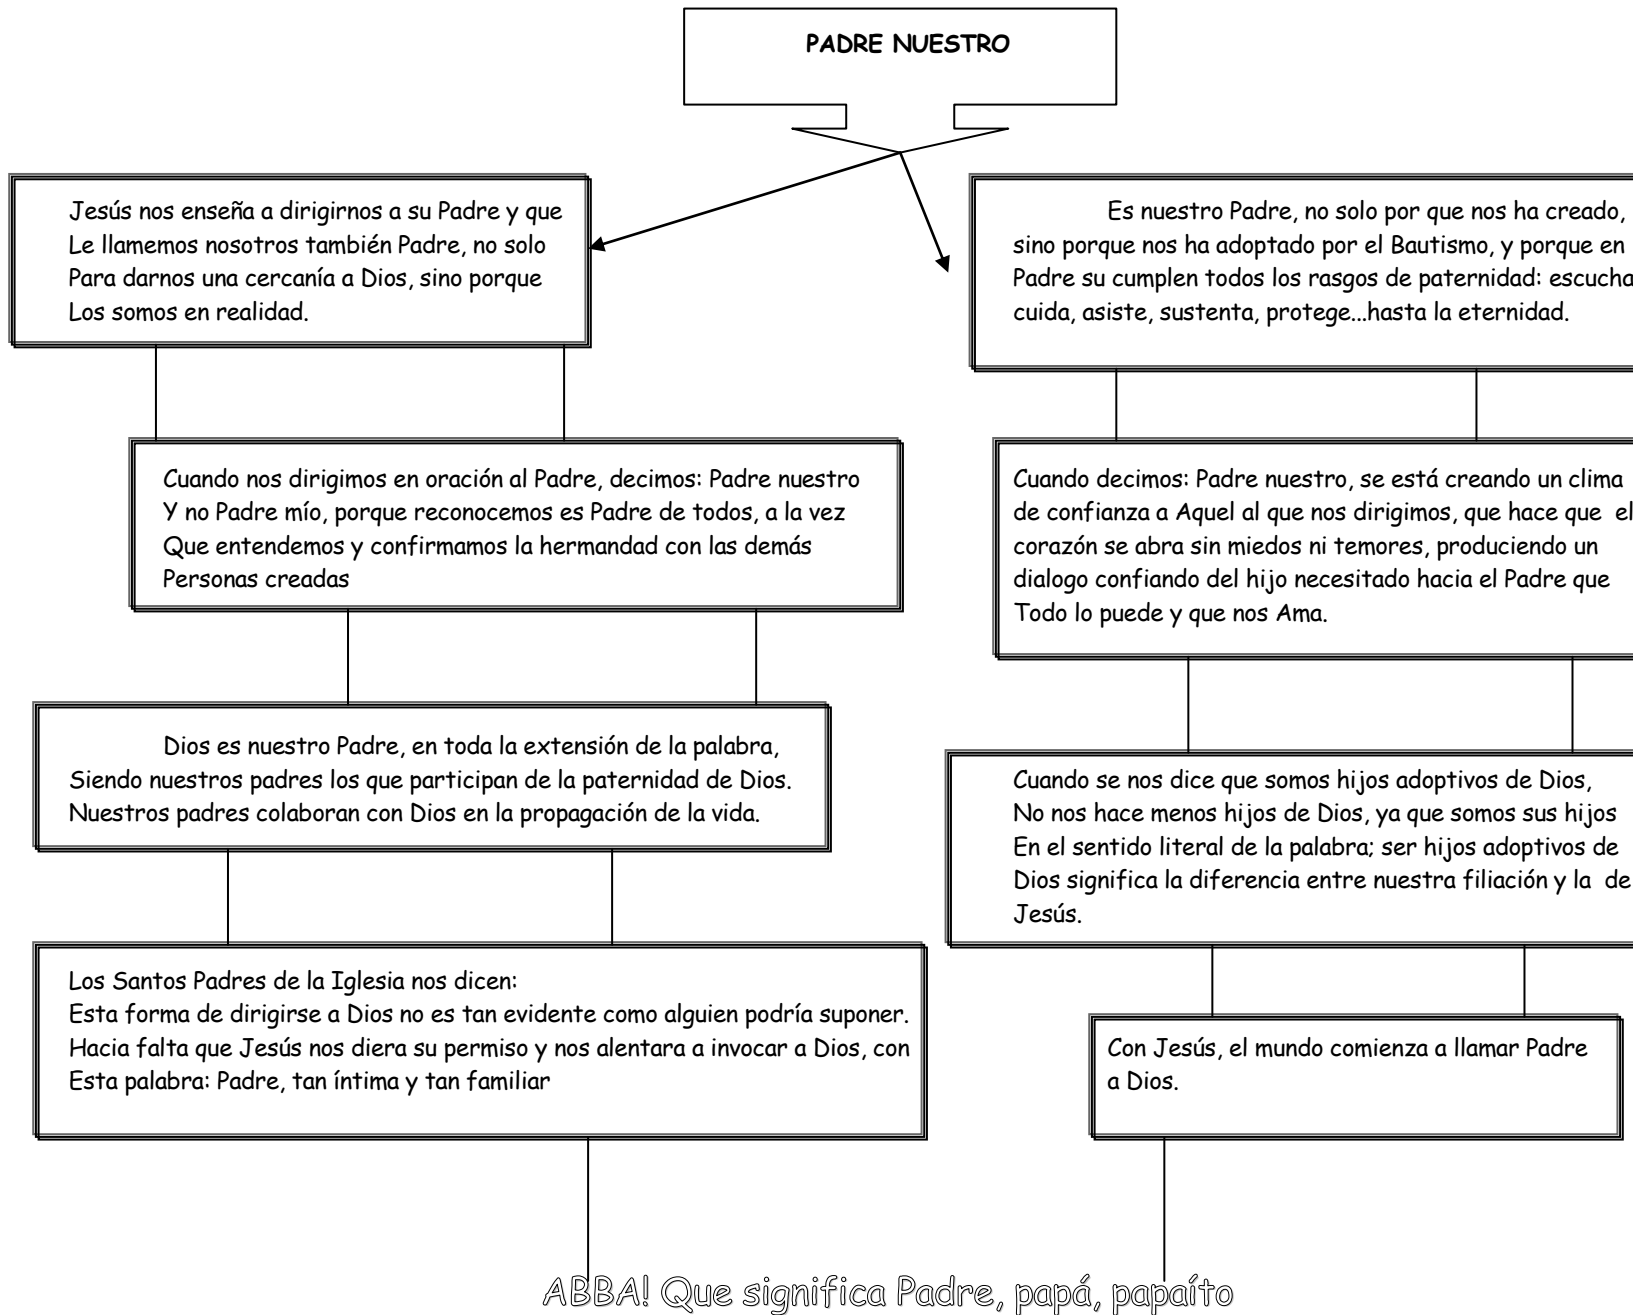 PADRE NUESTRO
Jesús nos enseña a dirigirnos a su Padre y que
Le llamemos nosotros también Padre, no solo
Para darnos una cercanía a Dios, sino porque
Los somos en realidad.
Cuando nos dirigimos en oración al Padre, decimos: Padre nuestro
Y no Padre mío, porque reconocemos es Padre de todos, a la vez
Que entendemos y confirmamos la hermandad con las demás
Personas creadas
Dios es nuestro Padre, en toda la extensión de la palabra,
Siendo nuestros padres los que participan de la paternidad de Dios.
Nuestros padres colaboran con Dios en la propagación de la vida.
Los Santos Padres de la Iglesia nos dicen:
Esta forma de dirigirse a Dios no es tan evidente como alguien podría suponer.
Hacia falta que Jesús nos diera su permiso y nos alentara a invocar a Dios, con
Esta palabra: Padre, tan íntima y tan familiar
Es nuestro Padre, no solo por que nos ha creado,
sino porque nos ha adoptado por el Bautismo, y porque en
Padre su cumplen todos los rasgos de paternidad: escucha
cuida, asiste, sustenta, protege...hasta la eternidad.
Cuando decimos: Padre nuestro, se está creando un clima
de confianza a Aquel al que nos dirigimos, que hace que el
corazón se abra sin miedos ni temores, produciendo un
dialogo confiando del hijo necesitado hacia el Padre que
Todo lo puede y que nos Ama.
Cuando se nos dice que somos hijos adoptivos de Dios,
No nos hace menos hijos de Dios, ya que somos sus hijos
En el sentido literal de la palabra; ser hijos adoptivos de
Dios significa la diferencia entre nuestra filiación y la de
Jesús.
Con Jesús, el mundo comienza a llamar Padre
a Dios.
ABBA! Que significa Padre, papá, papaíto